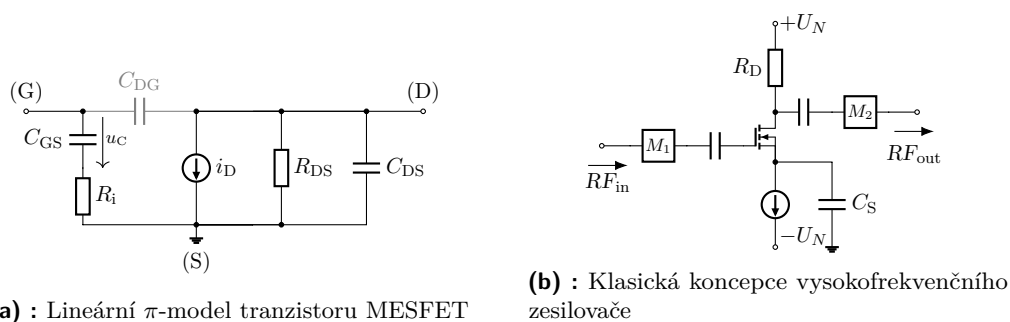 (G)
C_DG
(D)
C_GS
u_C
R_i
i_D
R_DS
C_DS
(S)
a) : Lineární π-model tranzistoru MESFET
+U_N
R_D
M_1
M_2
RF_in
RF_out
C_S
−U_N
(b) : Klasická koncepce vysokofrekvenčního
zesilovače